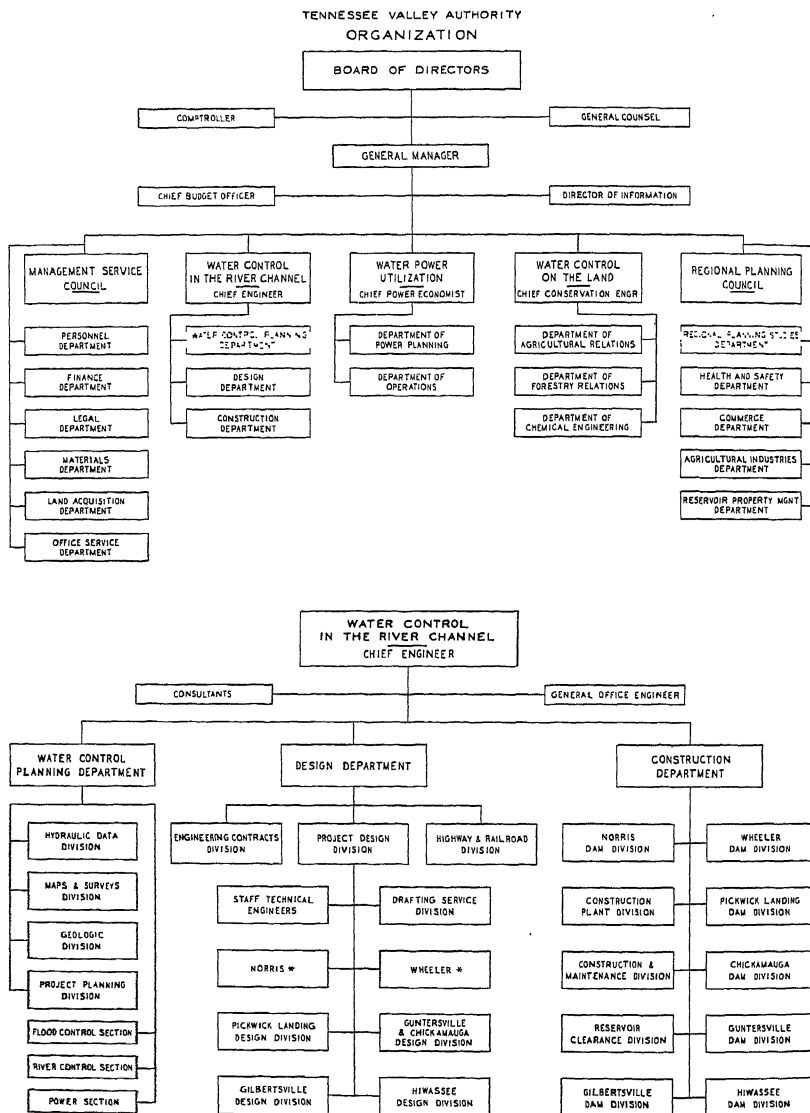 TENNESSEE VALLEY AUTHORITY
ORGANIZATION
BOARD OF DIRECTORS
COMPTROLLER
GENERAL COUNSEL
GENERAL MANAGER
CHIEF BUDGET OFFICER
DIRECTOR OF INFORMATION
MANAGEMENT SERVICE
COUNCIL
WATER CONTROL
IN THE RIVER CHANNEL
CHIEF ENGINEER
WATER POWER
UTILIZATION
CHIEF POWER ECONOMIST
WATER CONTROL
ON THE LAND
CHIEF CONSERVATION ENGR
REGIONAL PLANNING
COUNCIL
PERSONNEL
DEPARTMENT
FINANCE
DEPARTMENT
LEGAL
DEPARTMENT
MATERIALS
DEPARTMENT
LAND ACQUISITION
DEPARTMENT
OFFICE SERVICE
DEPARTMENT
WATER CONTROL PLANNING
DEPARTMENT
DESIGN
DEPARTMENT
CONSTRUCTION
DEPARTMENT
DEPARTMENT OF
POWER PLANNING
DEPARTMENT OF
OPERATIONS
DEPARTMENT OF
AGRICULTURAL RELATIONS
DEPARTMENT OF
FORESTRY RELATIONS
DEPARTMENT OF
CHEMICAL ENGINEERING
REGIONAL PLANNING STUDIES
DEPARTMENT
HEALTH AND SAFETY
DEPARTMENT
COMMERCE
DEPARTMENT
AGRICULTURAL INDUSTRIES
DEPARTMENT
RESERVOIR PROPERTY MGNT
DEPARTMENT
WATER CONTROL
IN THE RIVER CHANNEL
CHIEF ENGINEER
CONSULTANTS
GENERAL OFFICE ENGINEER
WATER CONTROL
PLANNING DEPARTMENT
DESIGN DEPARTMENT
CONSTRUCTION
DEPARTMENT
HYDRAULIC DATA
DIVISION
MAPS & SURVEYS
DIVISION
GEOLOGIC
DIVISION
PROJECT PLANNING
DIVISION
FLOOD CONTROL SECTION
RIVER CONTROL SECTION
POWER SECTION
ENGINEERING CONTRACTS
DIVISION
PROJECT DESIGN
DIVISION
HIGHWAY & RAILROAD
DIVISION
STAFF TECHNICAL
ENGINEERS
DRAFTING SERVICE
DIVISION
NORRIS *
WHEELER *
PICKWICK LANDING
DESIGN DIVISION
GUNTERSVILLE
& CHICKAMAUGA
DESIGN DIVISION
GILBERTSVILLE
DESIGN DIVISION
HIWASSEE
DESIGN DIVISION
NORRIS
DAM DIVISION
WHEELER
DAM DIVISION
CONSTRUCTION
PLANT DIVISION
PICKWICK LANDING
DAM DIVISION
CONSTRUCTION &
MAINTENANCE DIVISION
CHICKAMAUGA
DAM DIVISION
RESERVOIR
CLEARANCE DIVISION
GUNTERSVILLE
DAM DIVISION
GILBERTSVILLE
DAM DIVISION
HIWASSEE
DAM DIVISION